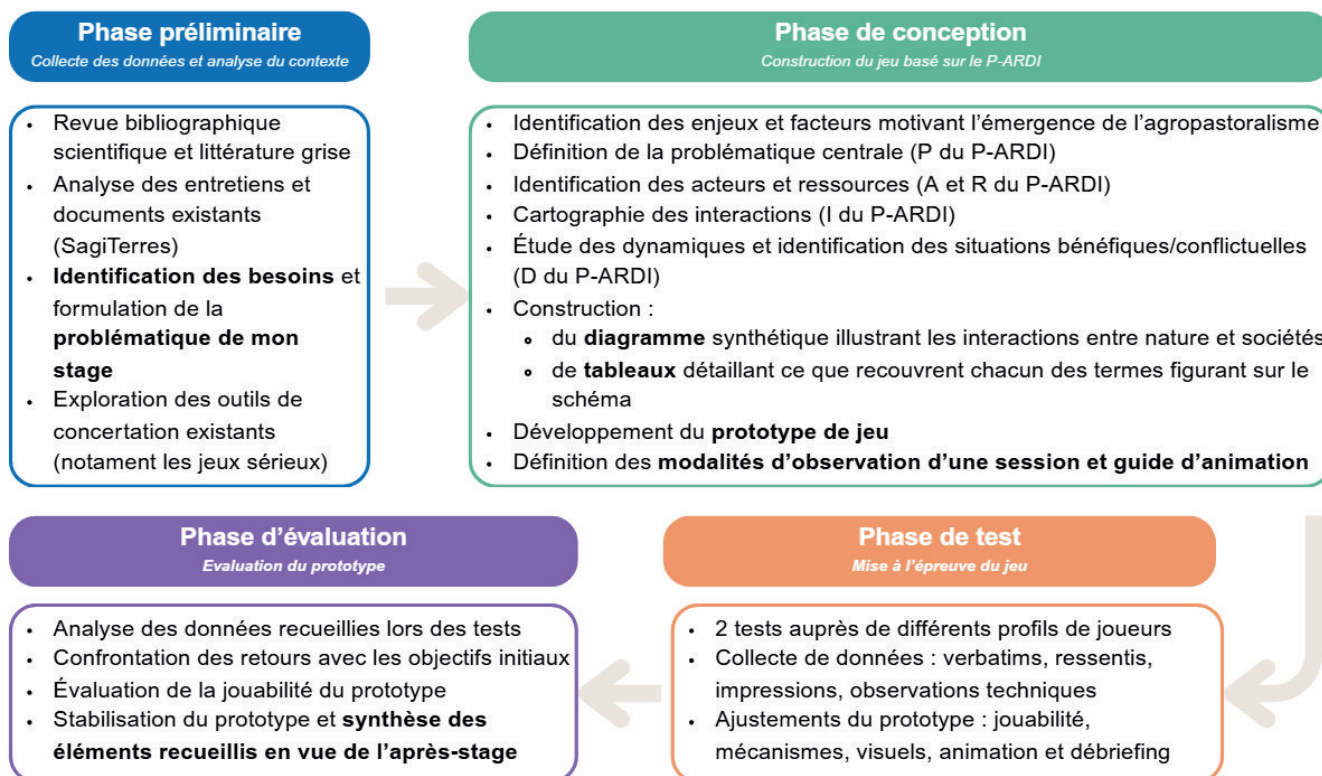 Phase préliminaire
Collecte des données et analyse du contexte
• Revue bibliographique
scientifique et littérature grise
• Analyse des entretiens et
documents existants
(SagiTerres)
• Identification des besoins et
formulation de la
problématique de mon
stage
• Exploration des outils de
concertation existants
(notamment les jeux sérieux)
Phase de conception
Construction du jeu basé sur le P-ARDI
• Identification des enjeux et facteurs motivant l'émergence de l'agropastoralisme
• Définition de la problématique centrale (P du P-ARDI)
• Identification des acteurs et ressources (A et R du P-ARDI)
• Cartographie des interactions (I du P-ARDI)
• Étude des dynamiques et identification des situations bénéfiques/conflictuelles
(D du P-ARDI)
• Construction :
∘ du diagramme synthétique illustrant les interactions entre nature et sociétés
∘ de tableaux détaillant ce que recouvrent chacun des termes figurant sur le
schéma
• Développement du prototype de jeu
• Définition des modalités d'observation d'une session et guide d'animation
Phase de test
Mise à l'épreuve du jeu
• 2 tests auprès de différents profils de joueurs
• Collecte de données : verbatims, ressentis,
impressions, observations techniques
• Ajustements du prototype : jouabilité,
mécanismes, visuels, animation et débriefing
Phase d'évaluation
Evaluation du prototype
• Analyse des données recueillies lors des tests
• Confrontation des retours avec les objectifs initiaux
• Évaluation de la jouabilité du prototype
• Stabilisation du prototype et synthèse des
éléments recueillis en vue de l'après-stage